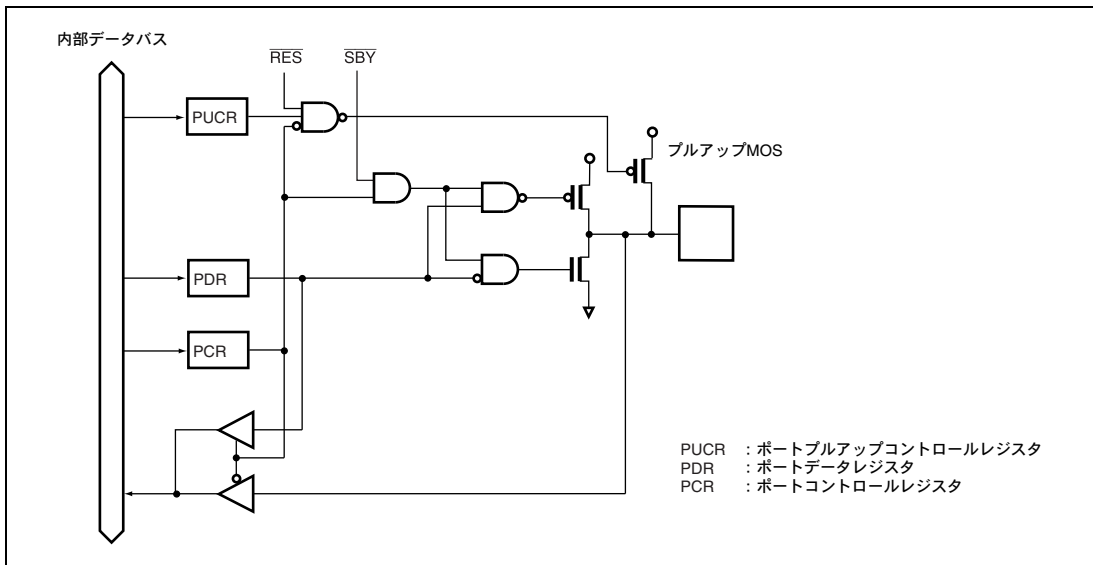 内部データバス
RES
SBY
PUCR
プルアップMOS
PDR
PCR
PUCR :ポートプルアップコントロールレジスタ
PDR :ポートデータレジスタ
PCR :ポートコントロールレジスタ